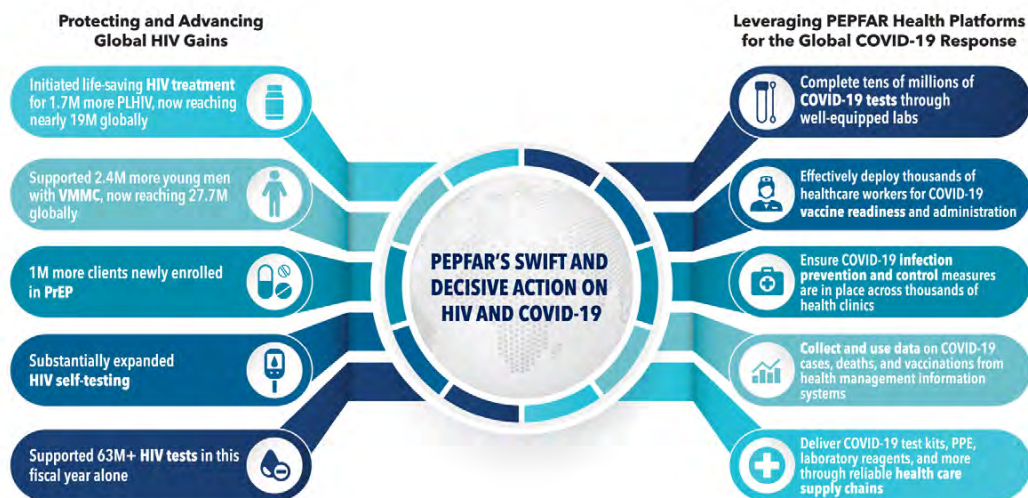 Protecting and Advancing
Global HIV Gains
Initiated life-saving HIV treatment
for 1.7M more PLHIV, now reaching
nearly 19M globally
Supported 2.4M more young men
with VMMC, now reaching 27.7M
globally
1M more clients newly enrolled
in PrEP
Substantially expanded
HIV self-testing
Supported 63M+ HIV tests in this
fiscal year alone
PEPFAR'S SWIFT AND
DECISIVE ACTION ON
HIV AND COVID-19
Leveraging PEPFAR Health Platforms
for the Global COVID-19 Response
Complete tens of millions of
COVID-19 tests through
well-equipped labs
Effectively deploy thousands of
healthcare workers for COVID-19
vaccine readiness and administration
Ensure COVID-19 infection
prevention and control measures
are in place across thousands of
health clinics
Collect and use data on COVID-19
cases, deaths, and vaccinations from
health management information
systems
Deliver COVID-19 test kits, PPE,
laboratory reagents, and more
through reliable health care
supply chains